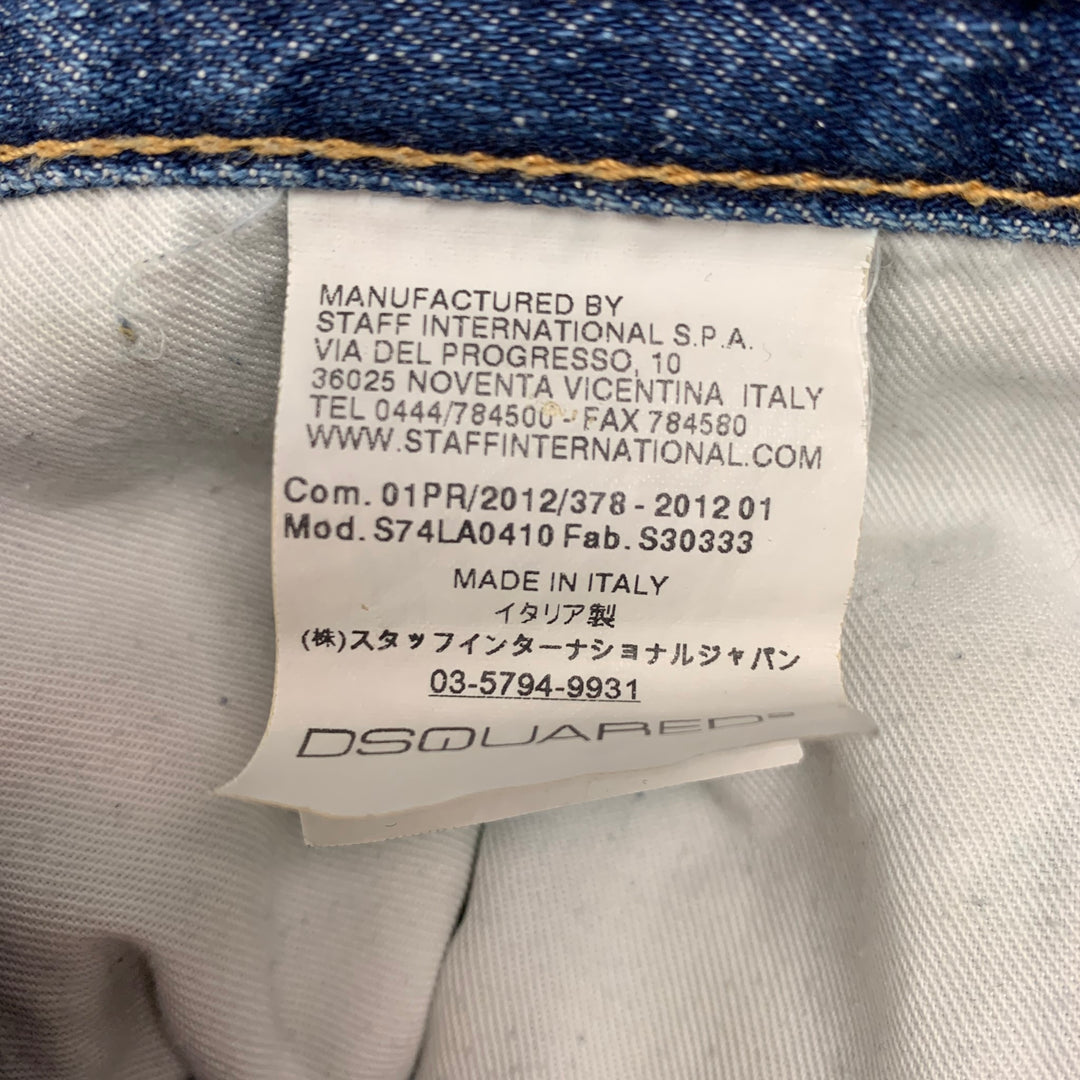 MANUFACTURED BY
STAFF INTERNATIONAL S.P.A.
VIA DEL PROGRESSO, 10
36025 NOVENTA VICENTINA ITALY
TEL 0444/784500 - FAX 784580
WWW.STAFFINTERNATIONAL.COM
Com. 01PR/2012/378 - 2012 01
Mod. S74LA0410 Fab. S30333
MADE IN ITALY
イタリア製
(株)スタッフインターナショナルジャパン
03-5794-9931
DSQUARED²